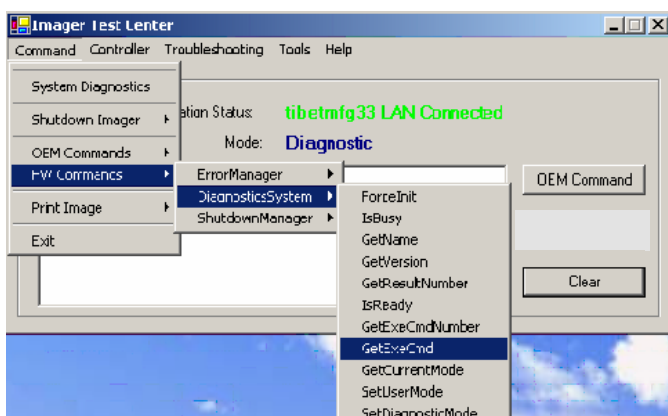 Imager Test Center
Command Controller Troubleshooting Tools Help
System Diagnostics
Shutdown Imager
OEM Commands
FW Commands
Print Image
Exit
ation Status: tibetmfg33 LAN Connected
Mode: Diagnostic
OEM Command
Clear
ErrorManager
DiagnosticsSystem
ShutdownManager
ForceInit
IsBusy
GetName
GetVersion
GetResultNumber
IsReady
GetExeCmdNumber
GetExeCmd
GetCurrentMode
SetUserMode
SetDiagnosticMode